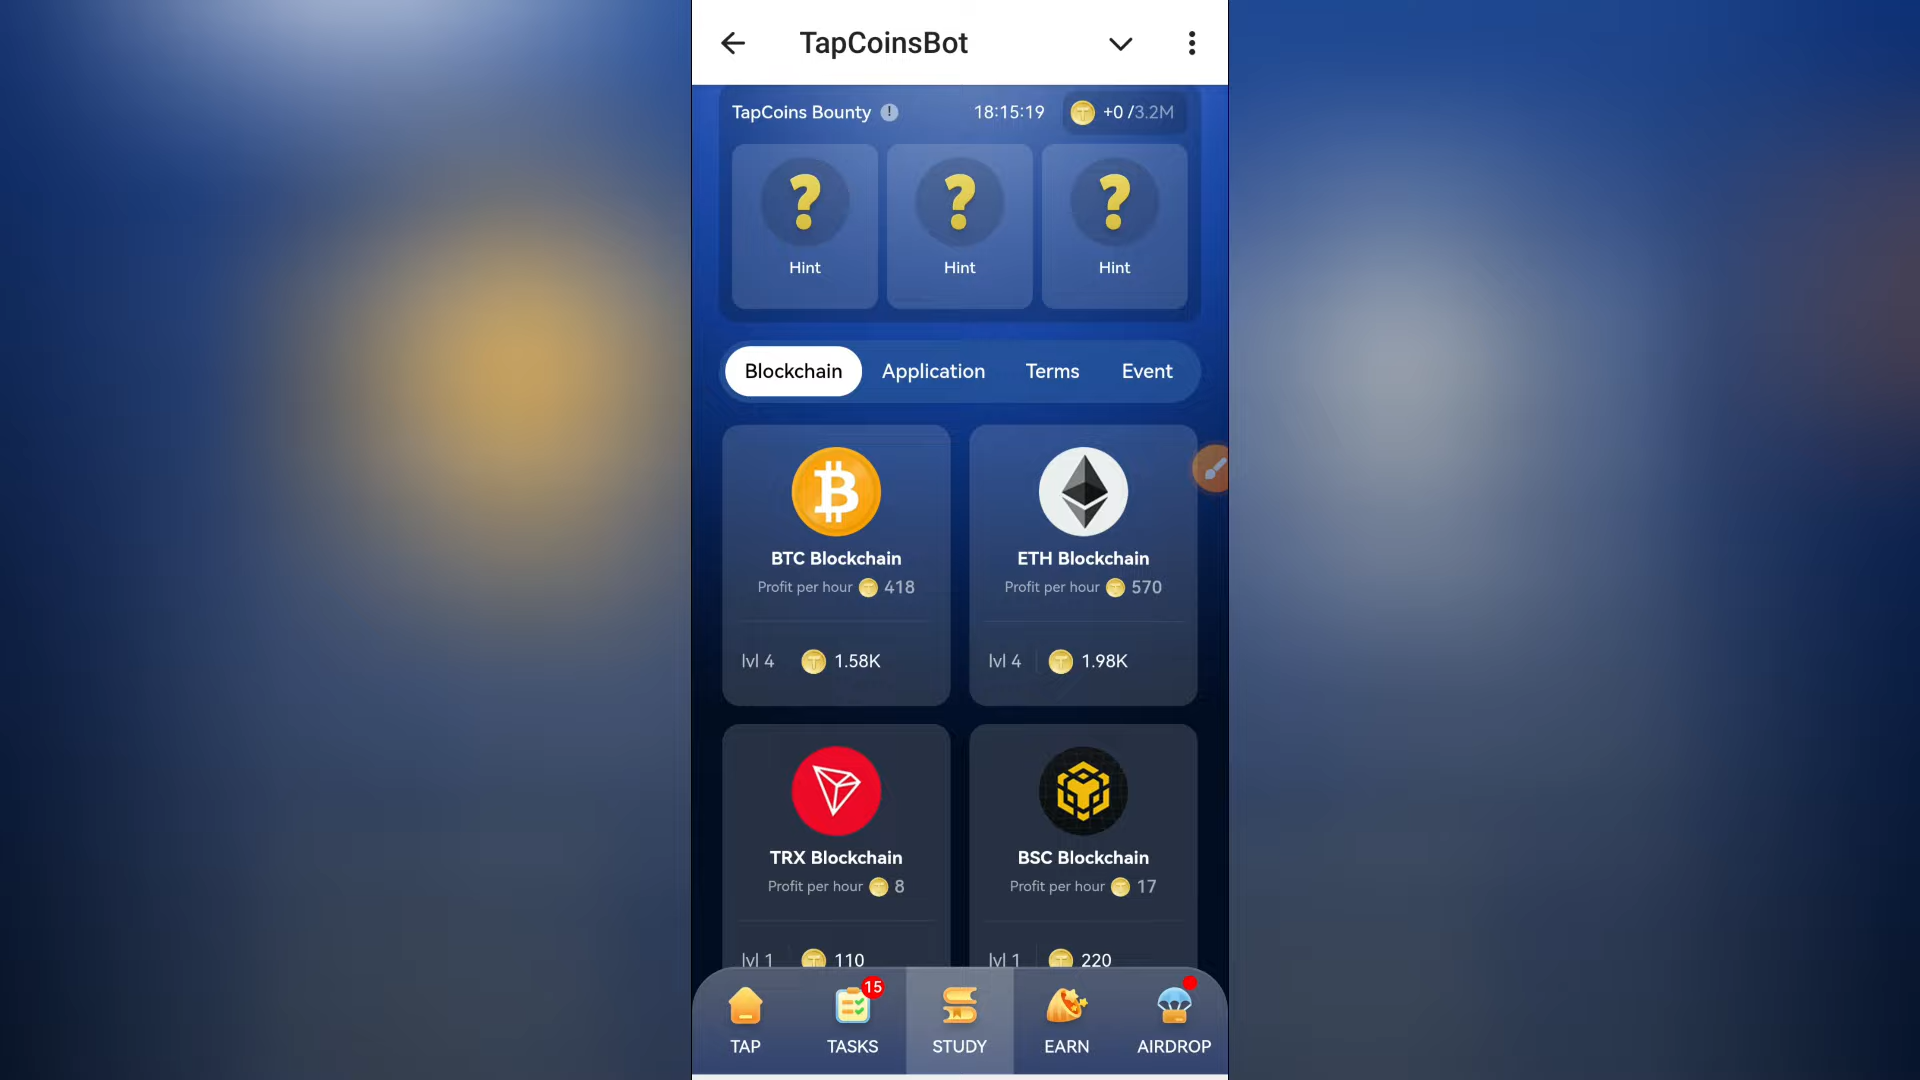 TapCoinsBot
TapCoins Bounty ! 18:15:19 +0 /3.2M
? ? ?
Hint Hint Hint
Blockchain Application Terms Event
BTC Blockchain ETH Blockchain
Profit per hour 418 Profit per hour 570
lvl 4 1.58K lvl 4 1.98K
TRX Blockchain BSC Blockchain
Profit per hour 8 Profit per hour 17
lvl 1 110 lvl 1 220
15
TAP TASKS STUDY EARN AIRDROP